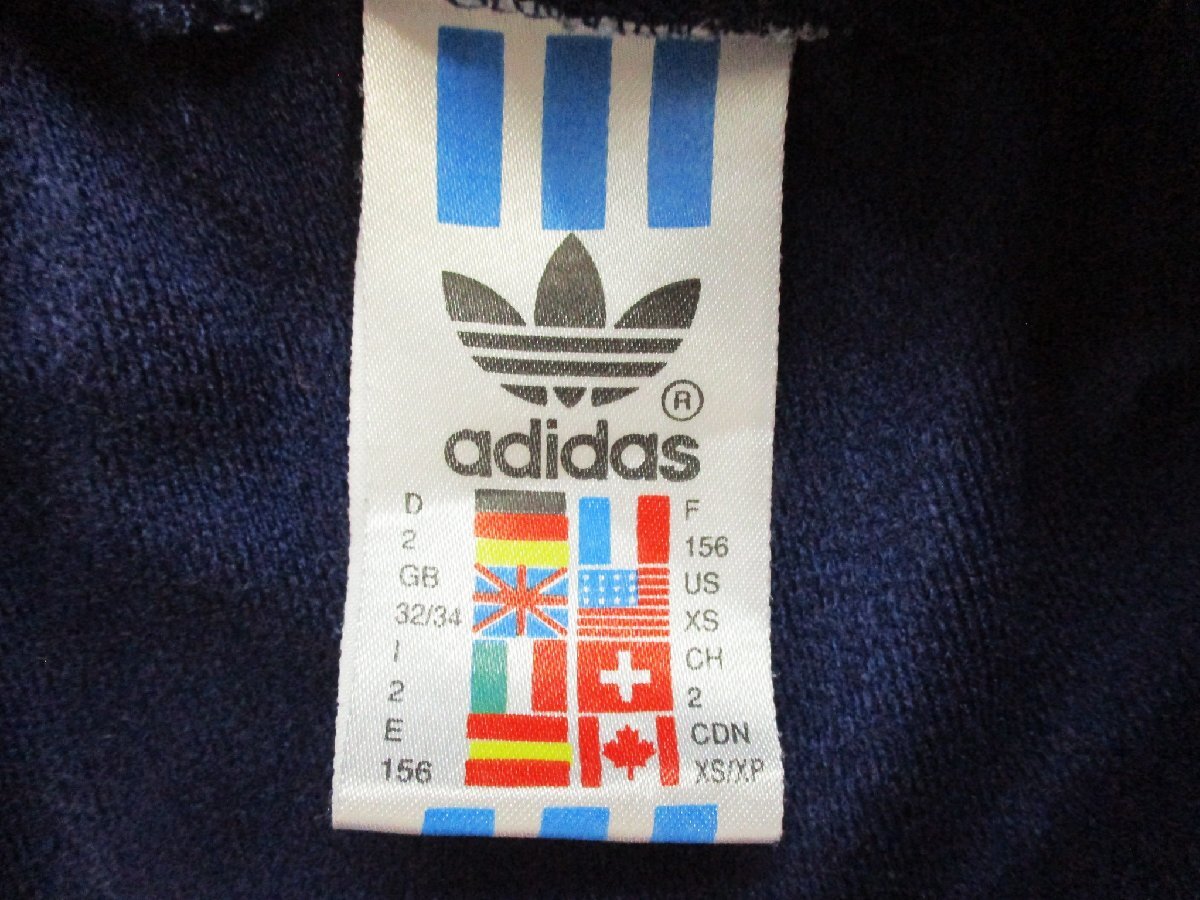 ®
adidas
D
2
GB
32/34
I
2
E
156
F
156
US
XS
CH
2
CDN
XS/XP